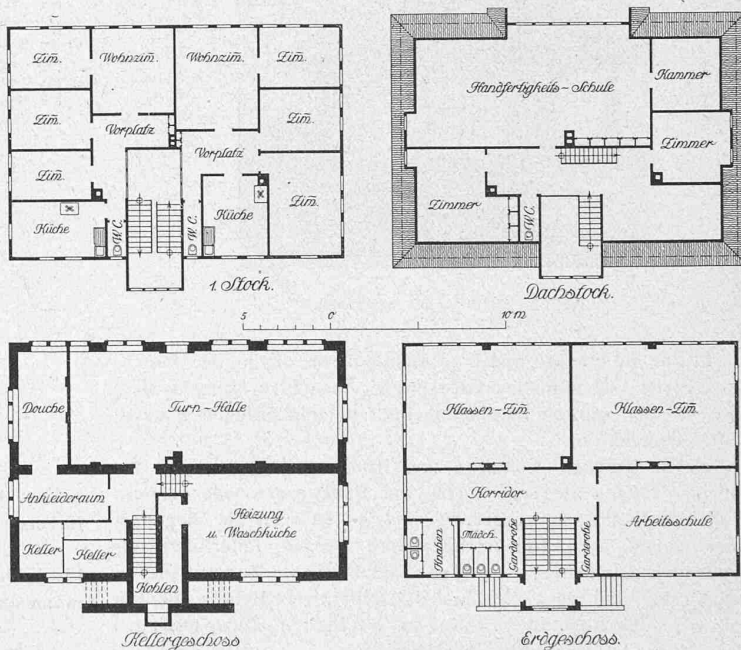 Zim̄.
Wohnzim̄.
Wohnzim̄.
Zim̄.
Zim̄.
Vorplatz
Zim̄.
Vorplatz
Zim̄.
Küche
W.C.
W.C.
Küche
Zim̄.
1. Stock.
Handfertigkeits-Schule
Kammer
Zimmer
Zimmer
W.C.
Dachstock.
5 0 10 m
Douche
Turn-Halle
Ankleideraum
Heizung
u. Waschküche
Keller
Keller
Kohlen
Kellergeschoss
Klassen-Zim̄.
Klassen-Zim̄.
Korridor
Arbeitsschule
Knaben
Mädch.
Garderobe
Garderobe
Erdgeschoss.